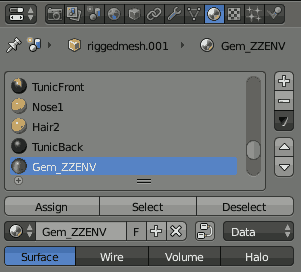 riggedmesh.001 Gem_ZZENV
TunicFront
Nose1
Hair2
TunicBack
Gem_ZZENV
Assign Select Deselect
Gem_ZZENV F Data
Surface Wire Volume Halo